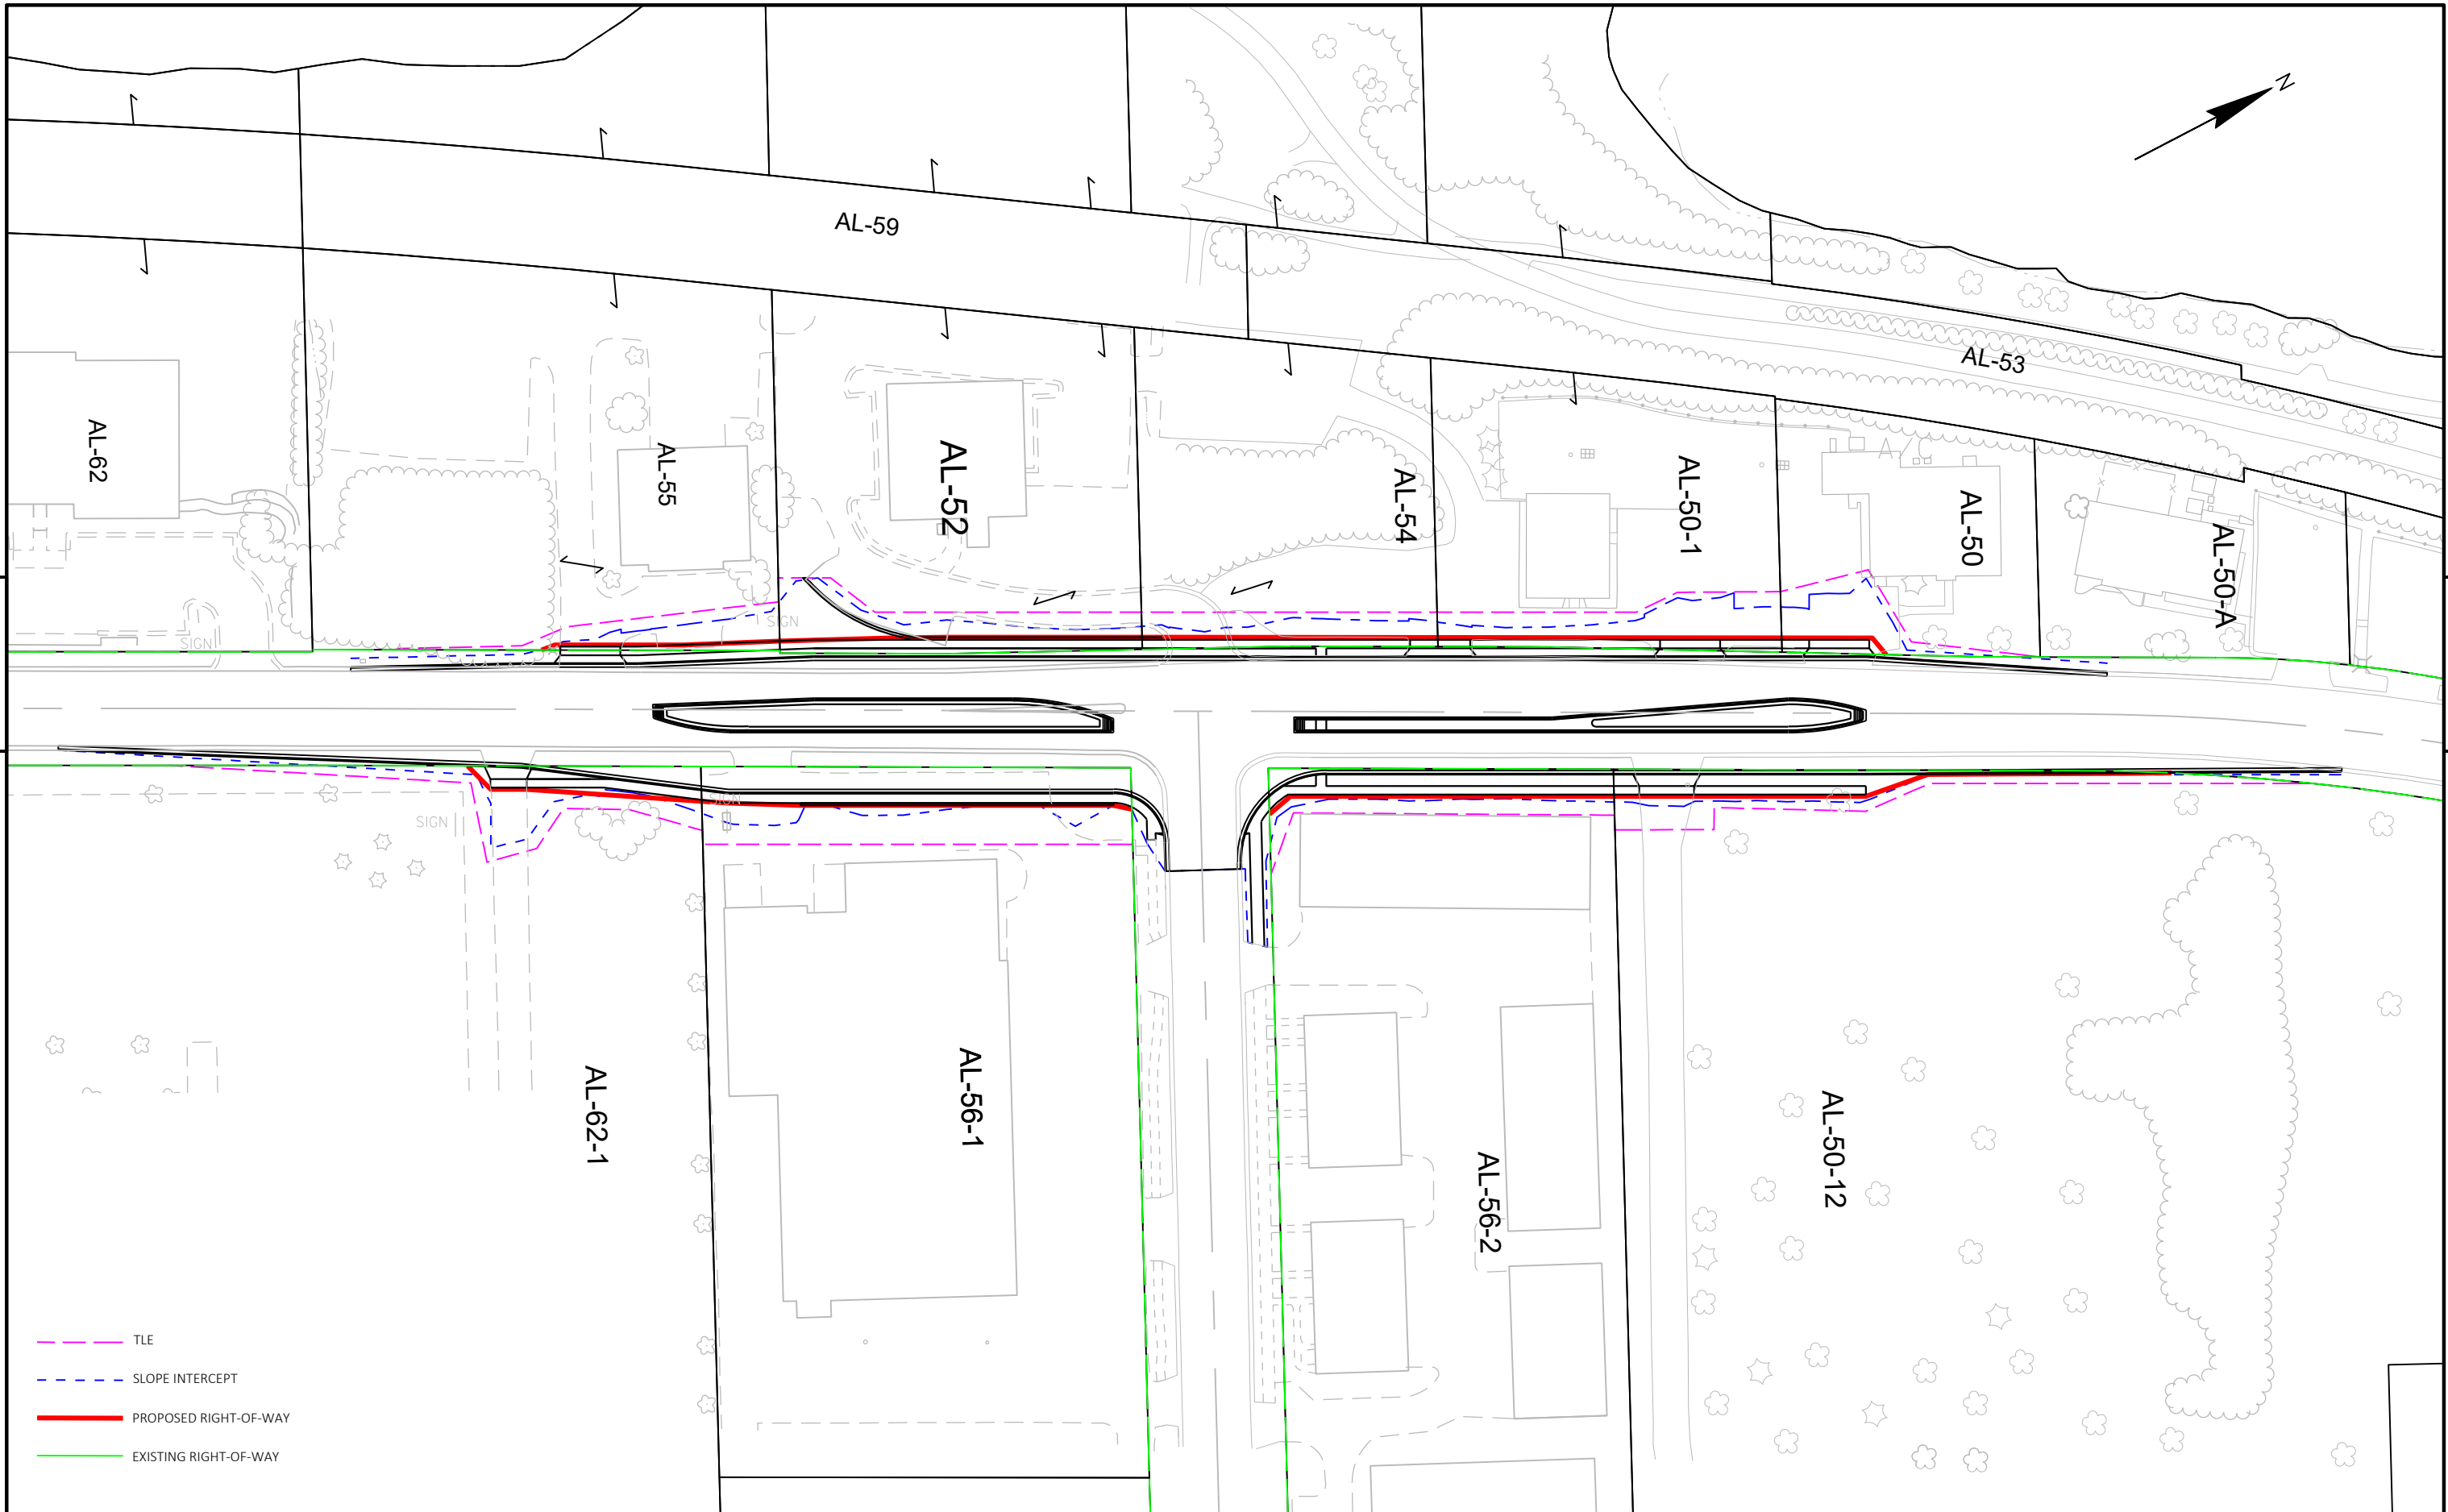 N
AL-59
AL-53
AL-62
AL-55
AL-52
AL-54
AL-50-1
A/C
AL-50
AL-50-A
SIGN
SIGN
SIGN
SIGN
AL-62-1
AL-56-1
AL-56-2
AL-50-12
TLE
SLOPE INTERCEPT
PROPOSED RIGHT-OF-WAY
EXISTING RIGHT-OF-WAY